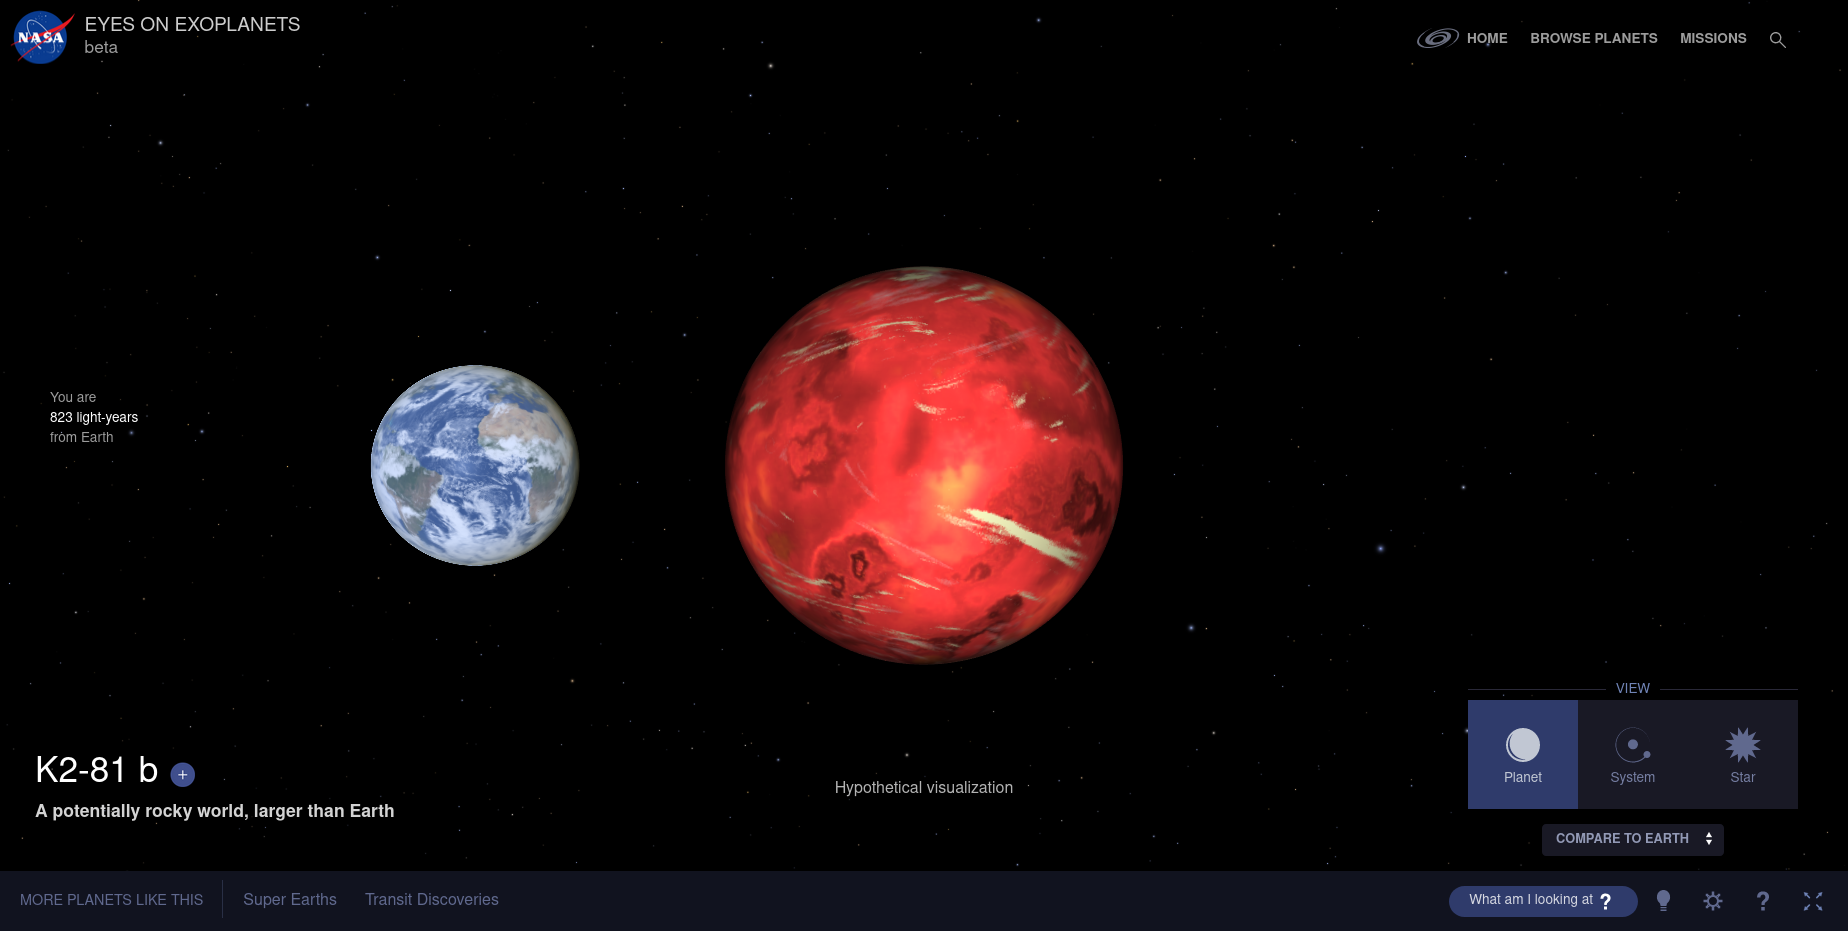 NASA
EYES ON EXOPLANETS
beta
HOME
BROWSE PLANETS
MISSIONS
You are
823 light-years
from Earth
K2-81 b +
A potentially rocky world, larger than Earth
Hypothetical visualization
VIEW
Planet
System
Star
COMPARE TO EARTH
MORE PLANETS LIKE THIS
Super Earths
Transit Discoveries
What am I looking at ?
?